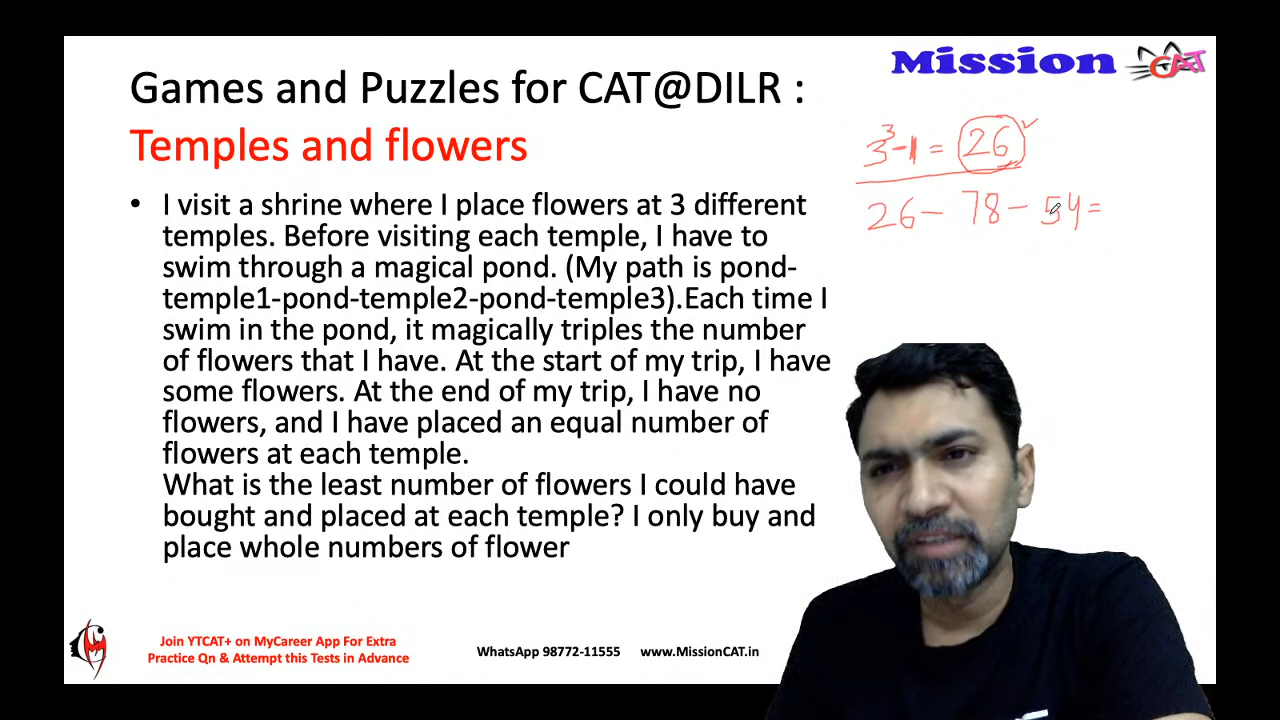 Mission
CAT
Games and Puzzles for CAT@DILR :
Temples and flowers
3³-1 = 26
26 - 78 - 54 =
• I visit a shrine where I place flowers at 3 different
temples. Before visiting each temple, I have to
swim through a magical pond. (My path is pond-
temple1-pond-temple2-pond-temple3).Each time I
swim in the pond, it magically triples the number
of flowers that I have. At the start of my trip, I have
some flowers. At the end of my trip, I have no
flowers, and I have placed an equal number of
flowers at each temple.
What is the least number of flowers I could have
bought and placed at each temple? I only buy and
place whole numbers of flower
Join YTCAT+ on MyCareer App For Extra
Practice Qn & Attempt this Tests in Advance
WhatsApp 98772-11555 www.MissionCAT.in